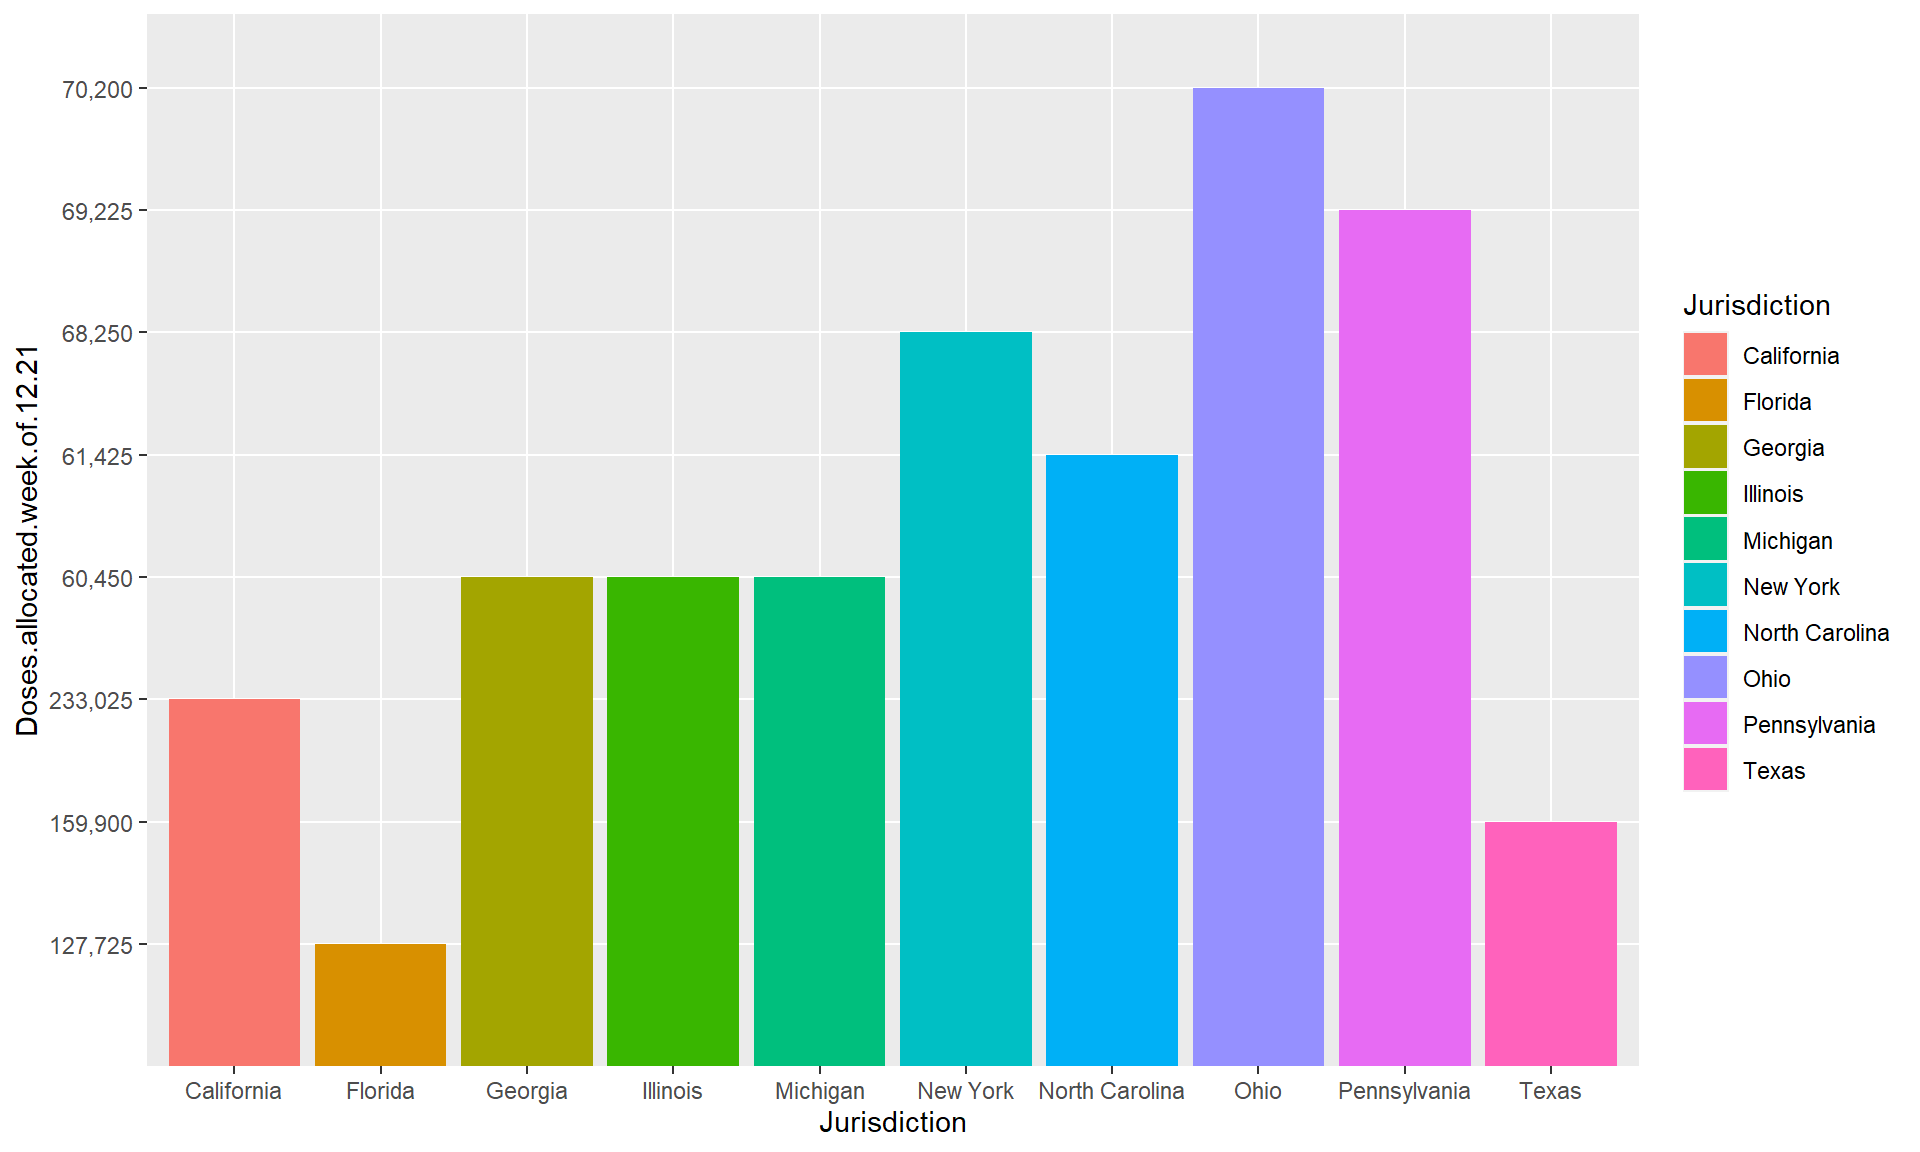 Doses.allocated.week.of.12.21
70,200
69,225
68,250
61,425
60,450
233,025
159,900
127,725
California Florida Georgia Illinois Michigan New York North Carolina Ohio Pennsylvania Texas
Jurisdiction
Jurisdiction
California
Florida
Georgia
Illinois
Michigan
New York
North Carolina
Ohio
Pennsylvania
Texas